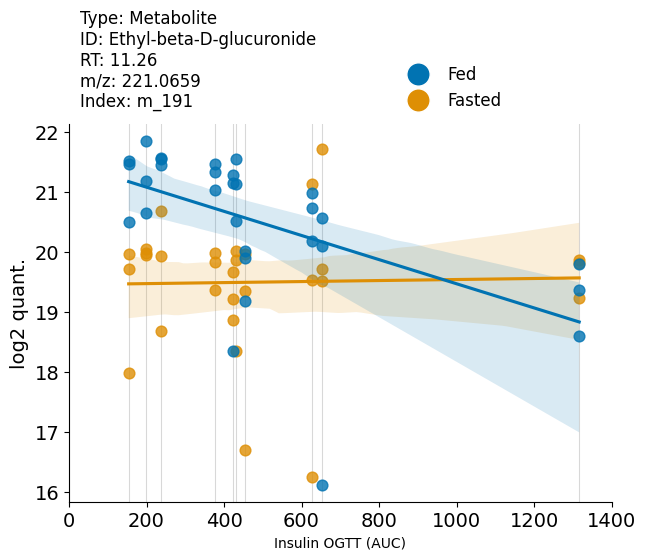 Type: Metabolite
ID: Ethyl-beta-D-glucuronide
RT: 11.26
m/z: 221.0659
Index: m_191
Fed
Fasted
22
21
20
19
18
17
16
log2 quant.
0 200 400 600 800 1000 1200 1400
Insulin OGTT (AUC)